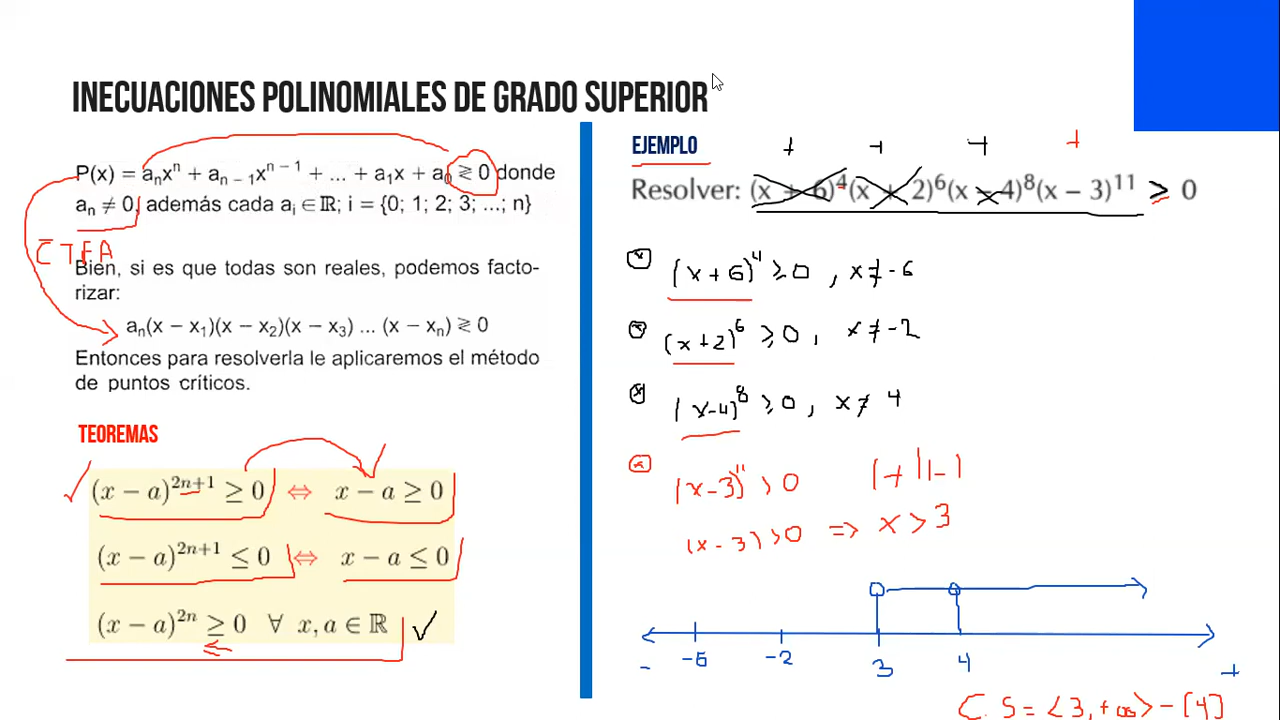 INECUACIONES POLINOMIALES DE GRADO SUPERIOR
P(x) = aₙxⁿ + aₙ₋₁xⁿ⁻¹ + ... + a₁x + a₀ ≷ 0 donde
aₙ ≠ 0, además cada aᵢ ∈ ℝ; i = {0; 1; 2; 3; ...; n}
CTFA
Bien, si es que todas son reales, podemos facto-
rizar:
aₙ(x − x₁)(x − x₂)(x − x₃) ... (x − xₙ) ≷ 0
Entonces para resolverla le aplicaremos el método
de puntos críticos.
TEOREMAS
(x − a)²ⁿ⁺¹ ≥ 0 ⇔ x − a ≥ 0
(x − a)²ⁿ⁺¹ ≤ 0 ⇔ x − a ≤ 0
(x − a)²ⁿ ≥ 0 ∀ x, a ∈ ℝ
EJEMPLO
+ + + +
Resolver: (x + 6)⁴(x + 2)⁶(x − 4)⁸(x − 3)¹¹ > 0
(x+6)⁴ ≥ 0 , x ≠ -6
(x+2)⁶ ≥ 0 , x ≠ -2
(x-4)⁸ ≥ 0 , x ≠ 4
(x-3)¹¹ > 0 (+)(-)
(x-3) > 0 => x > 3
- -6 -2 3 4 +
C.S = <3, +∞> - [4]